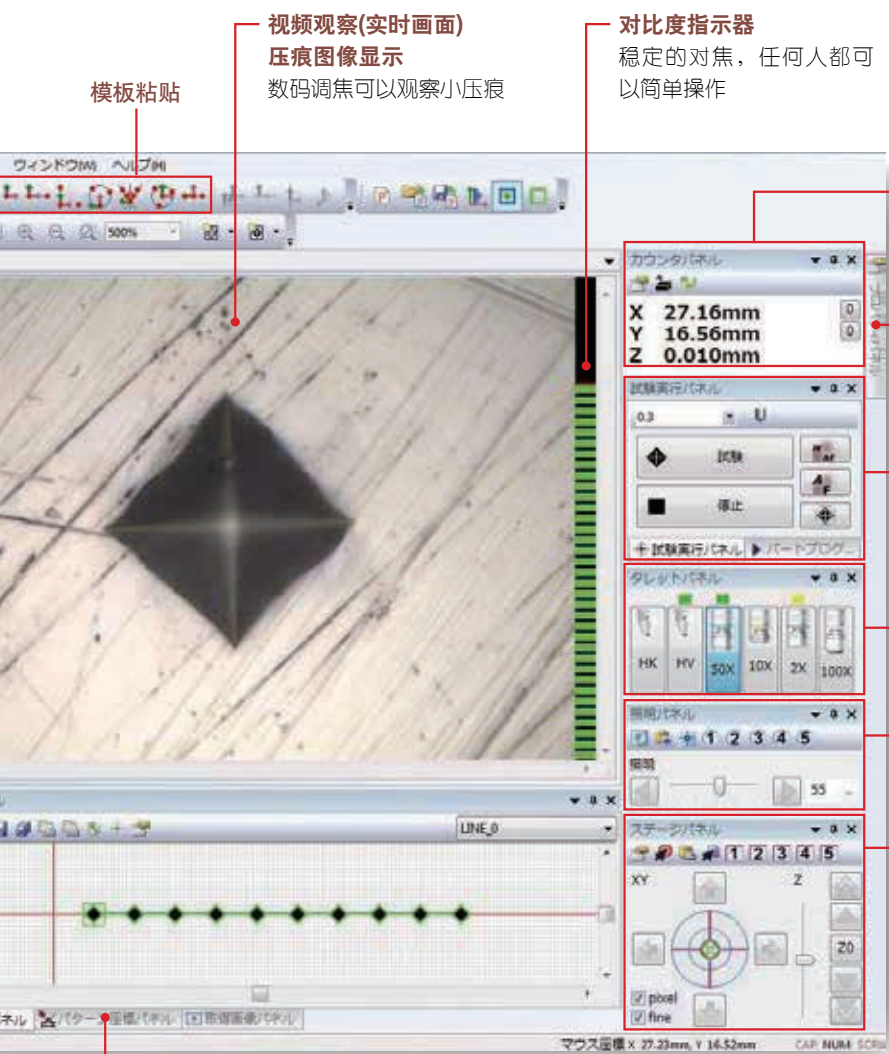 视频观察(实时画面)
压痕图像显示
数码调焦可以观察小压痕
对比度指示器
稳定的对焦，任何人都可
以简单操作
模板粘贴
ウィンドウ(W) ヘルプ(H)
500%
カウンタパネル
X 27.16mm 0
Y 16.56mm 0
Z 0.010mm
試験実行パネル
0.3
試験
AF
停止
試験実行パネル パートプログ...
タレットパネル
HK HV 50X 10X 2X 100X
照明パネル
1 2 3 4 5
照明
55
LINE_0
ステージパネル
1 2 3 4 5
XY Z
Z0
pixel
fine
ネル パターン座標パネル 取得画像パネル
マウス座標 X 27.23mm, Y 16.52mm CAP NUM SCR